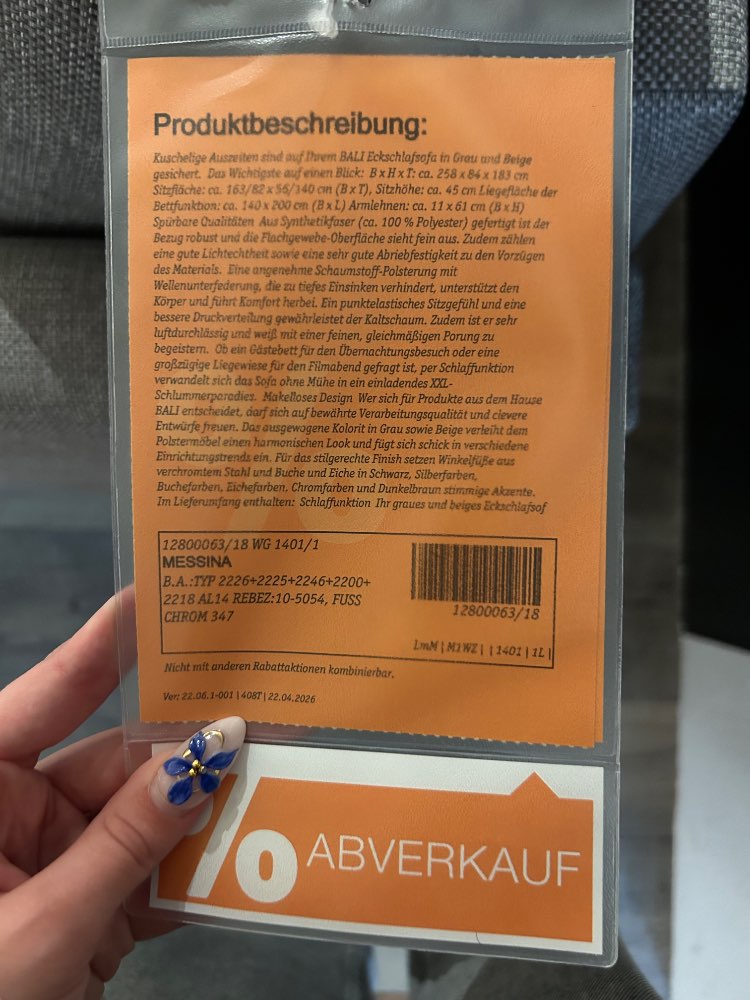 Produktbeschreibung:
Kuschelige Auszeiten sind auf Ihrem BALI Eckschlafsofa in Grau und Beige
gesichert. Das Wichtigste auf einen Blick: B x H x T: ca. 258 x 84 x 183 cm
Sitzfläche: ca. 163/82 x 56/140 cm (B x T), Sitzhöhe: ca. 45 cm Liegefläche der
Bettfunktion: ca. 140 x 200 cm (B x L) Armlehnen: ca. 11 x 61 cm (B x H)
Spürbare Qualitäten Aus Synthetikfaser (ca. 100 % Polyester) gefertigt ist der
Bezug robust und die Flachgewebe-Oberfläche sieht fein aus. Zudem zählen
eine gute Lichtechtheit sowie eine sehr gute Abriebfestigkeit zu den Vorzügen
des Materials. Eine angenehme Schaumstoff-Polsterung mit
Wellenunterfederung, die zu tiefes Einsinken verhindert, unterstützt den
Körper und führt Komfort herbei. Ein punktelastisches Sitzgefühl und eine
bessere Druckverteilung gewährleistet der Kaltschaum. Zudem ist er sehr
luftdurchlässig und weiß mit einer feinen, gleichmäßigen Porung zu
begeistern. Ob ein Gästebett für den Übernachtungsbesuch oder eine
großzügige Liegewiese für den Filmabend gefragt ist, per Schlaffunktion
verwandelt sich das Sofa ohne Mühe in ein einladendes XXL-
Schlummerparadies. Makelloses Design Wer sich für Produkte aus dem Hause
BALI entscheidet, darf sich auf bewährte Verarbeitungsqualität und clevere
Entwürfe freuen. Das ausgewogene Kolorit in Grau sowie Beige verleiht dem
Polstermöbel einen harmonischen Look und fügt sich schick in verschiedene
Einrichtungstrends ein. Für das stilgerechte Finish setzen Winkelfüße aus
verchromtem Stahl und Buche und Eiche in Schwarz, Silberfarben,
Buchefarben, Eichefarben, Chromfarben und Dunkelbraun stimmige Akzente.
Im Lieferumfang enthalten: Schlaffunktion Ihr graues und beiges Eckschlafsof
12800063/18 WG 1401/1
MESSINA
B.A.:TYP 2226+2225+2246+2200+
2218 AL14 REBEZ:10-5054, FUSS
CHROM 347
12800063/18
LmM | M1WZ | | 1401 | 1L |
Nicht mit anderen Rabattaktionen kombinierbar.
Ver: 22.06.1-001 | 408T | 22.04.2026
% ABVERKAUF